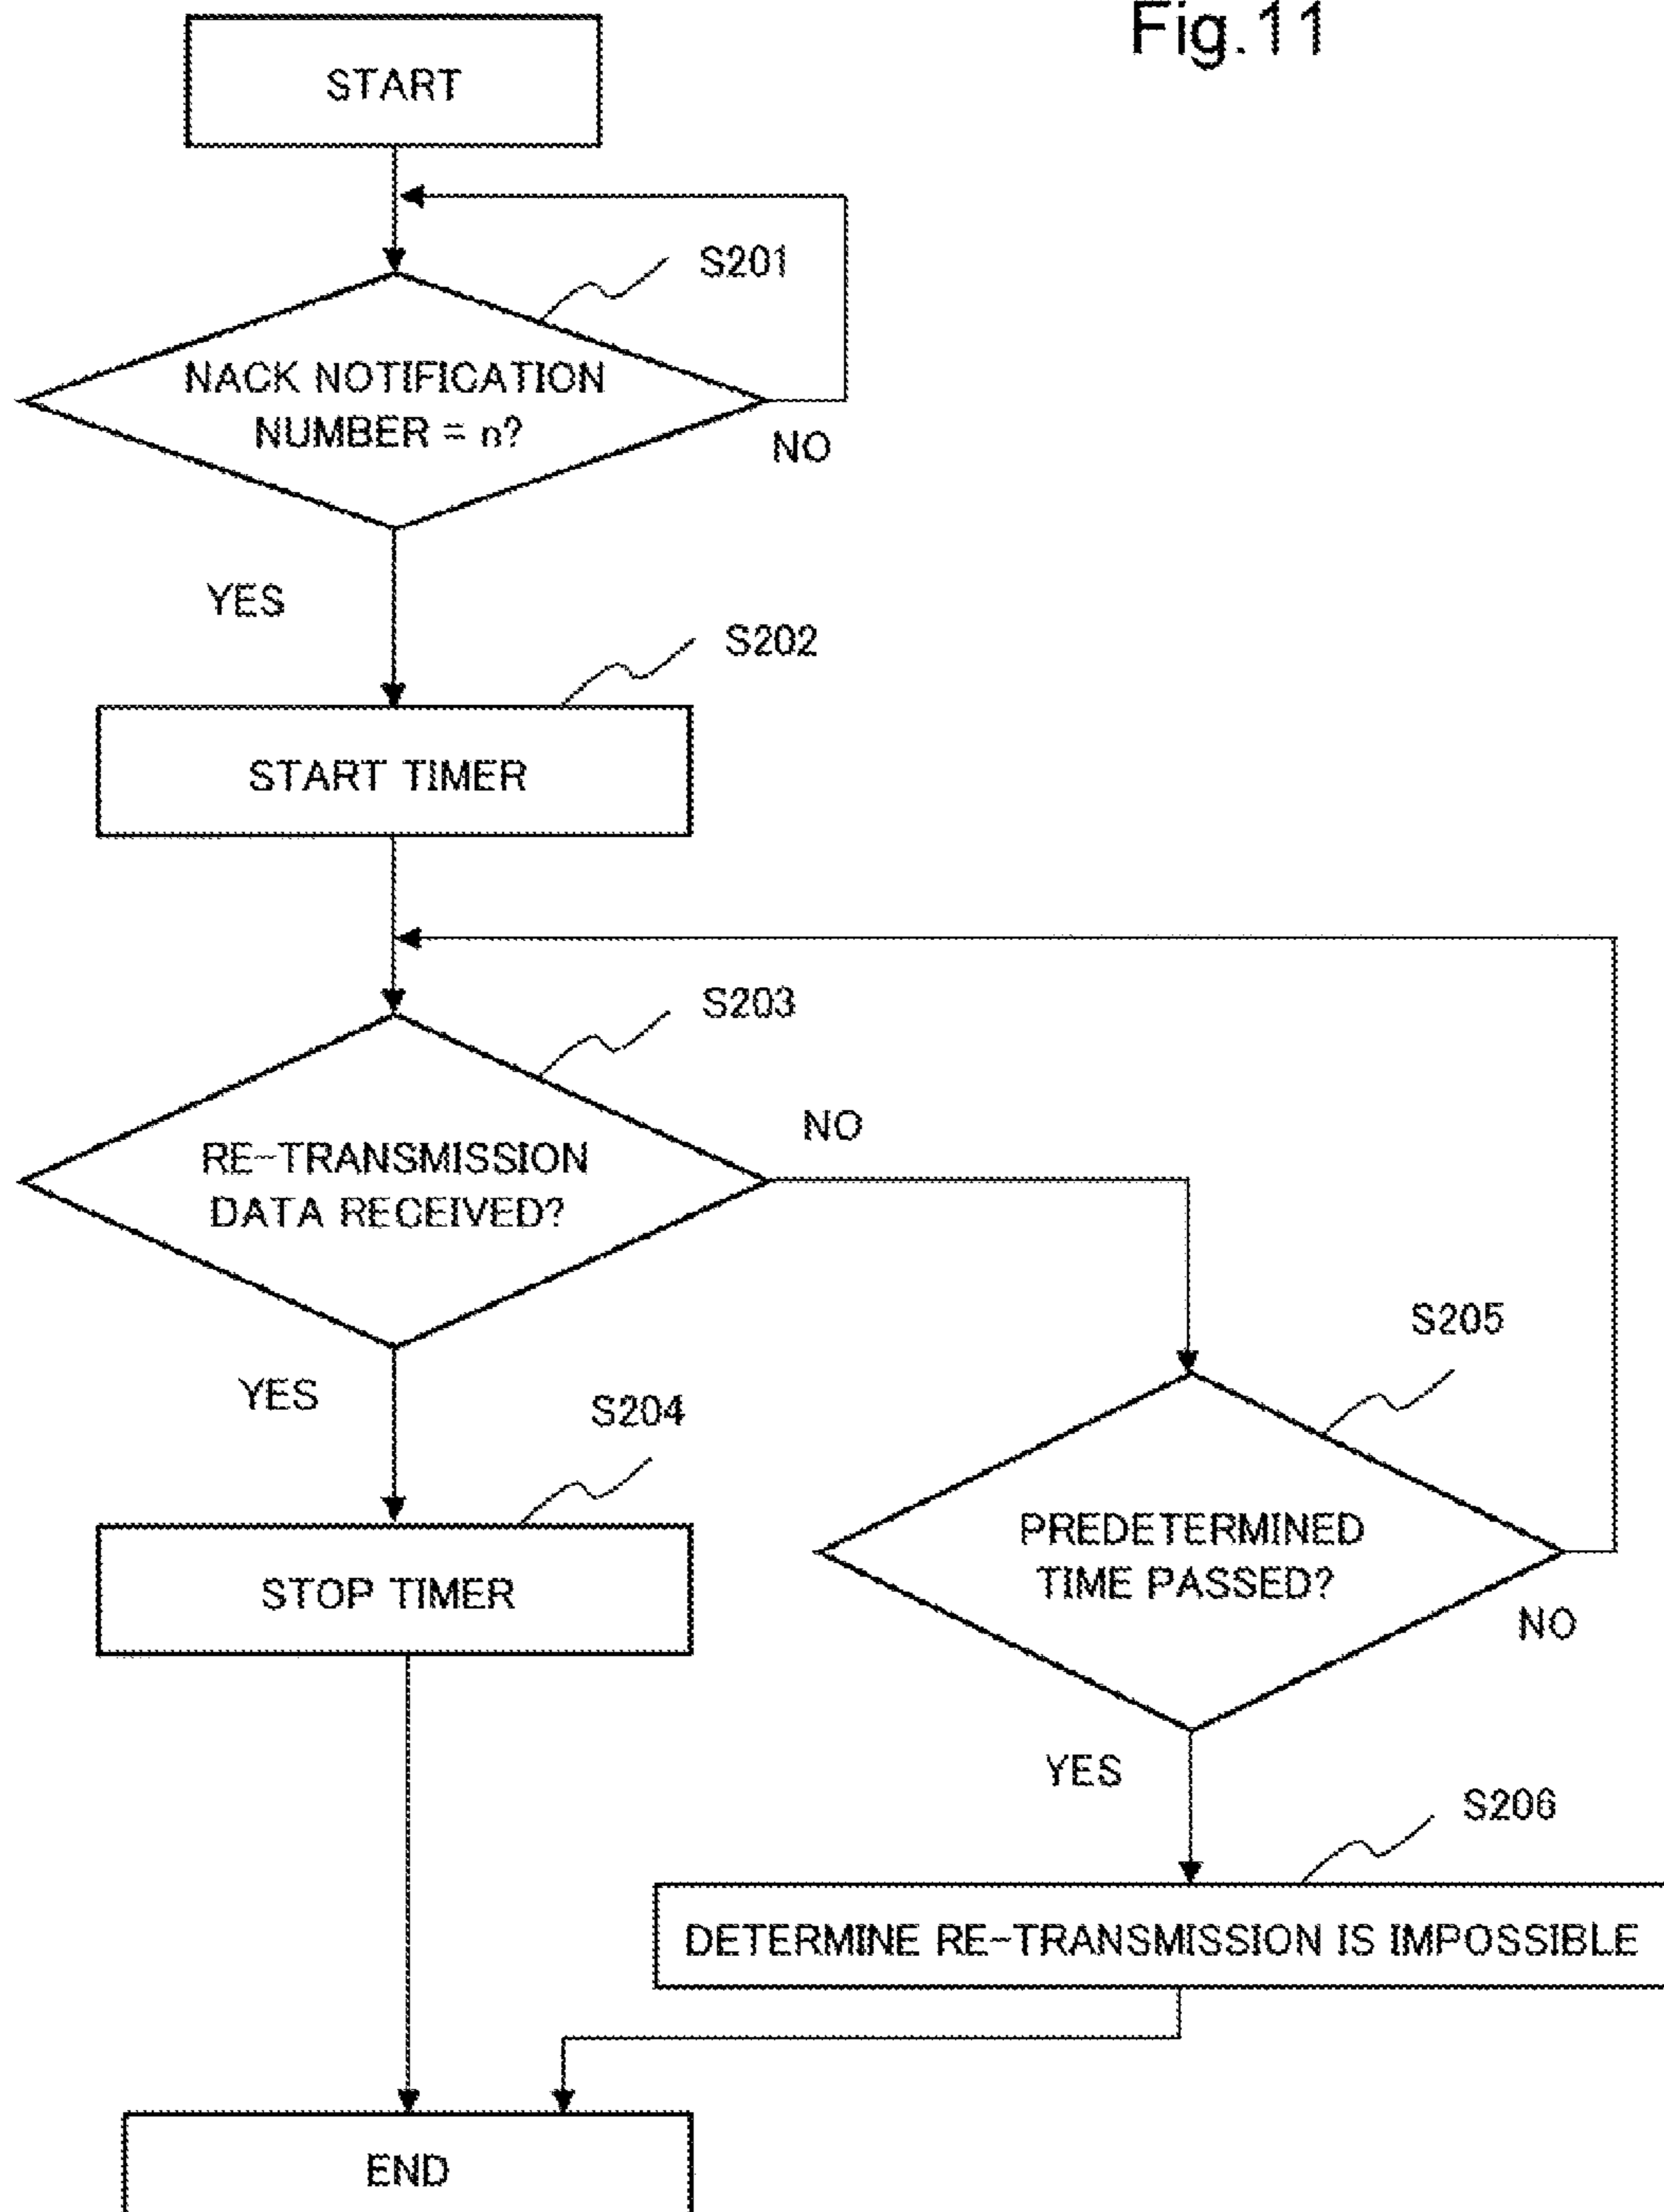 Fig.11
START
S201
NACK NOTIFICATION
NUMBER = n?
NO
YES
S202
START TIMER
S203
RE-TRANSMISSION
DATA RECEIVED?
NO
YES
S204
STOP TIMER
S205
PREDETERMINED
TIME PASSED?
NO
YES
S206
DETERMINE RE-TRANSMISSION IS IMPOSSIBLE
END